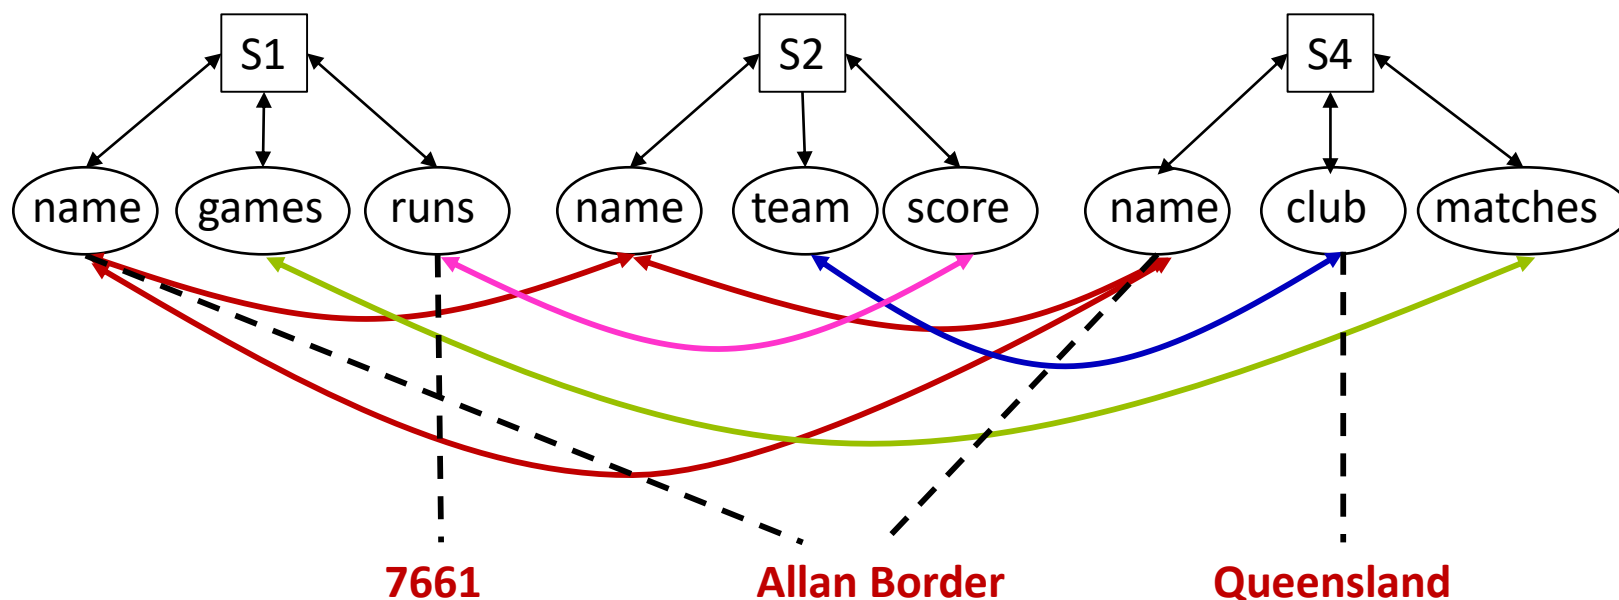 S1 S2 S4
name games runs name team score name club matches
7661 Allan Border Queensland